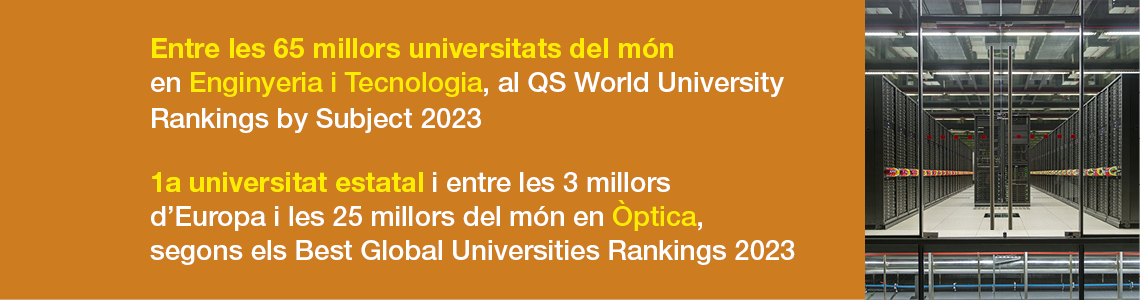 Entre les 65 millors universitats del món
en Enginyeria i Tecnologia, al QS World University
Rankings by Subject 2023
1a universitat estatal i entre les 3 millors
d’Europa i les 25 millors del món en Òptica,
segons els Best Global Universities Rankings 2023